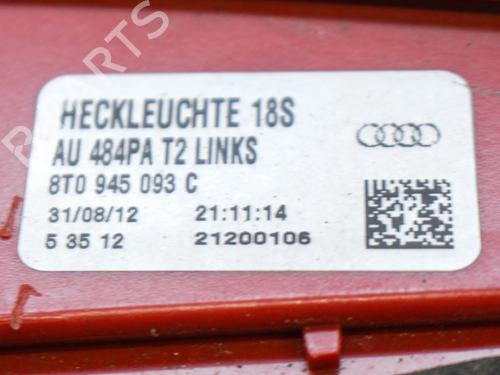 PARTS
HECKLEUCHTE 18S
AU 484PA T2 LINKS
8T0 945 093 C
31/08/12 21:11:14
5 35 12 21200106